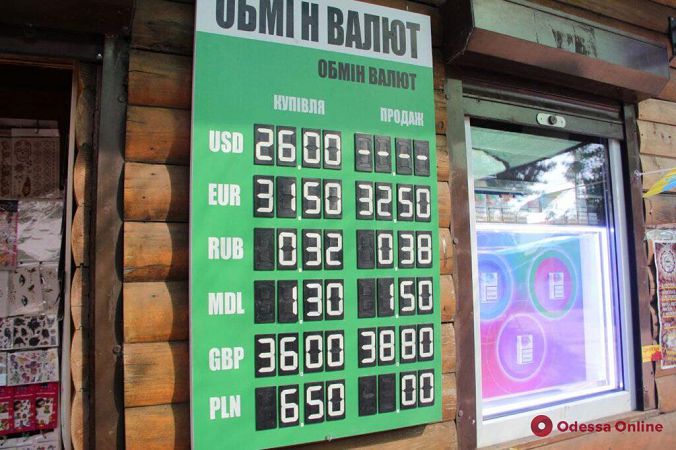 ОБМІН ВАЛЮТ
ОБМІН ВАЛЮТ
КУПІВЛЯ ПРОДАЖ
USD 26.00 --.--
EUR 31.50 32.50
RUB 0.32 0.38
MDL 1.30 1.50
GBP 36.00 38.80
PLN 6.50 .00
Odessa Online